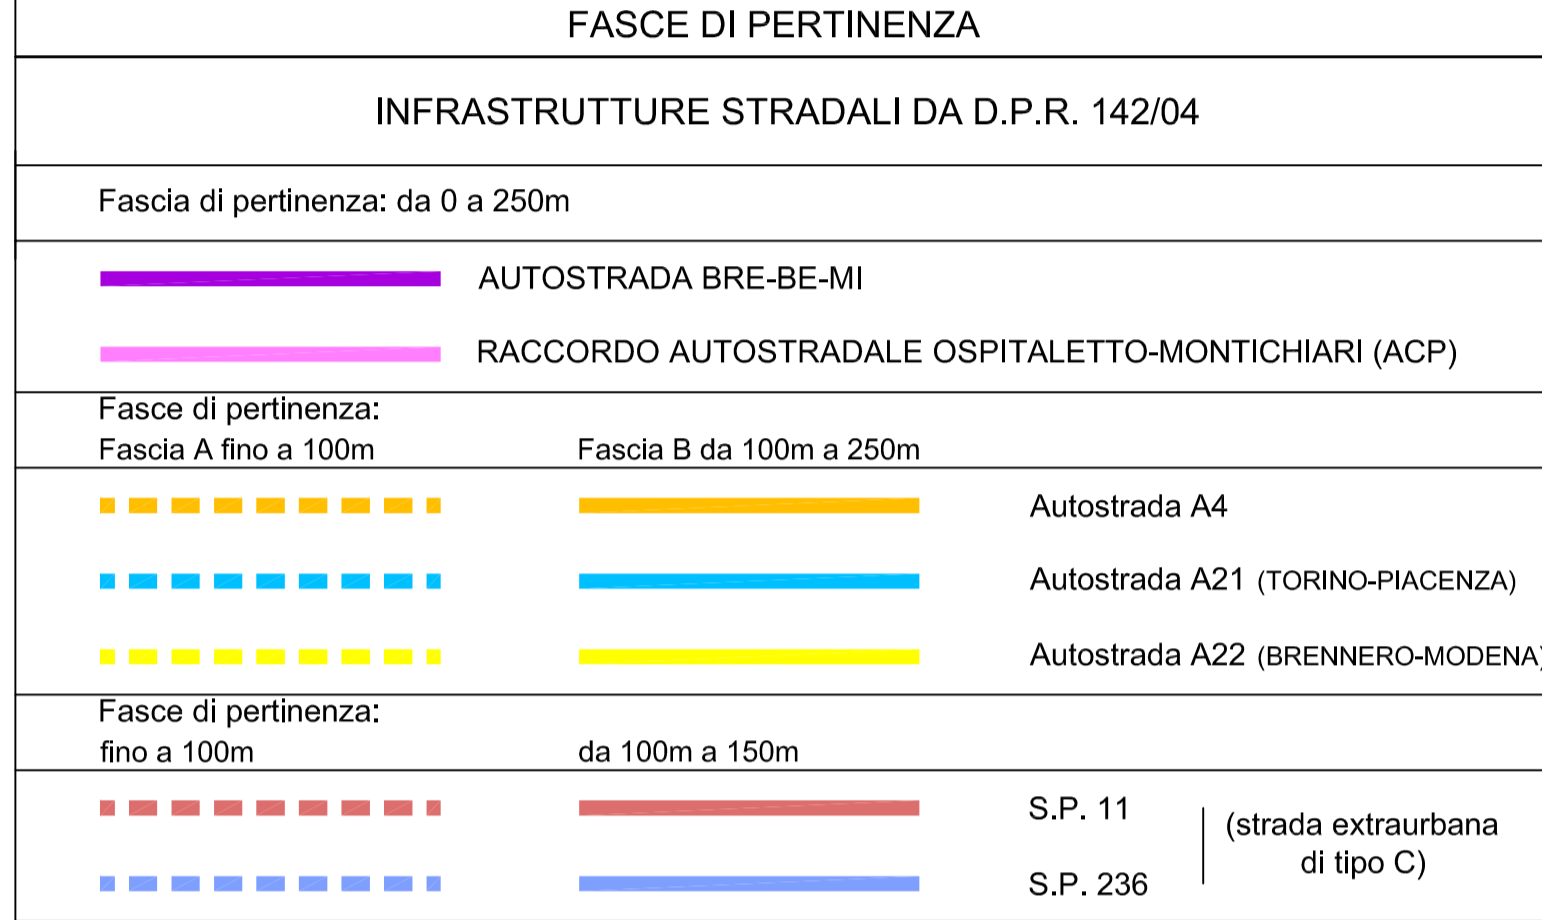 FASCE DI PERTINENZA
INFRASTRUTTURE STRADALI DA D.P.R. 142/04
Fascia di pertinenza: da 0 a 250m
AUTOSTRADA BRE-BE-MI
RACCORDO AUTOSTRADALE OSPITALETTO-MONTICHIARI (ACP)
Fasce di pertinenza:
Fascia A fino a 100m Fascia B da 100m a 250m
Autostrada A4
Autostrada A21 (TORINO-PIACENZA)
Autostrada A22 (BRENNERO-MODENA)
Fasce di pertinenza:
fino a 100m da 100m a 150m
S.P. 11
(strada extraurbana
di tipo C)
S.P. 236